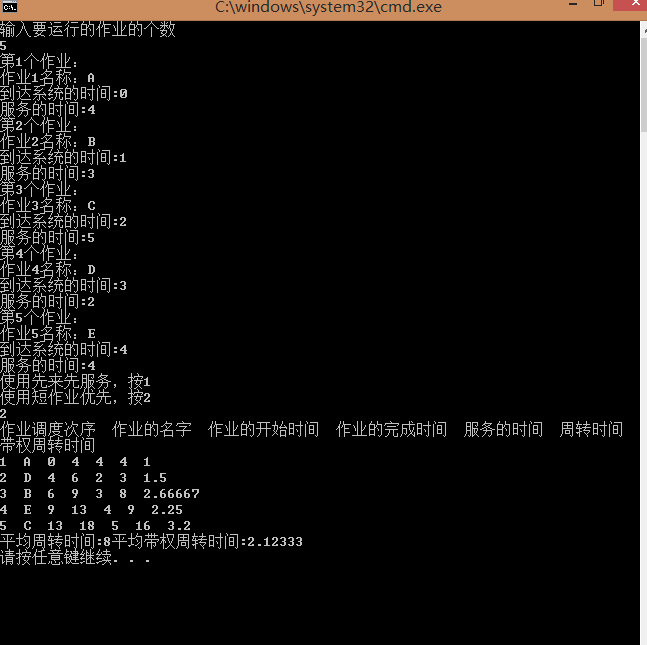 C:\windows\system32\cmd.exe
输入要运行的作业的个数
5
第1个作业:
作业1名称: A
到达系统的时间:0
服务的时间:4
第2个作业:
作业2名称: B
到达系统的时间:1
服务的时间:3
第3个作业:
作业3名称: C
到达系统的时间:2
服务的时间:5
第4个作业:
作业4名称: D
到达系统的时间:3
服务的时间:2
第5个作业:
作业5名称: E
到达系统的时间:4
服务的时间:4
使用先来先服务, 按1
使用短作业优先, 按2
2
作业调度次序  作业的名字  作业的开始时间  作业的完成时间  服务的时间  周转时间
带权周转时间
1  A  0  4  4  4  1
2  D  4  6  2  3  1.5
3  B  6  9  3  8  2.66667
4  E  9  13  4  9  2.25
5  C  13  18  5  16  3.2
平均周转时间:8平均带权周转时间:2.12333
请按任意键继续. . .